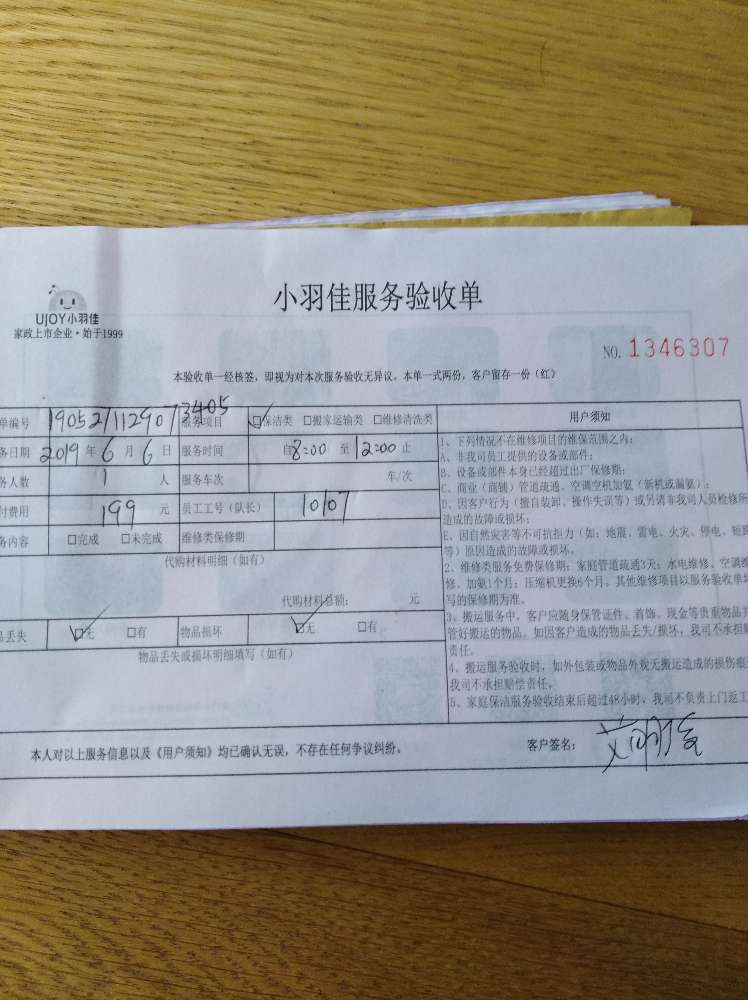 小羽佳服务验收单
UJOY小羽佳
家政上市企业·始于1999
NO. 1346307
本验收单一经核签，即视为对本次服务验收无异议。本单一式两份，客户留存一份（红）
单编号 1905271129073405 服务项目 ☑保洁类 □搬家运输类 □维修清洗类
务日期 2019 年 6 月 6 日 服务时间 自 8:00 至 12:00 止
务人数 1 人 服务车次 车/次
付费用 199 元 员工工号（队长） 10107
务内容 □完成 □未完成 维修类保修期
代购材料明细（如有）
代购材料总额： 元
品丢失 ☑无 □有 物品损坏 ☑无 □有
物品丢失或损坏明细填写（如有）
用户须知
1、下列情况不在维修项目的维保范围之内：
A、非我司员工提供的设备或部件；
B、设备或部件本身已经超过出厂保修期；
C、商业（商铺）管道疏通、空调空机加氨（新机或漏氨）；
D、因客户行为（擅自装卸、操作失误等）或另请非我司人员检修所
造成的故障或损坏；
E、因自然灾害等不可抗拒力（如：地震、雷电、火灾、停电、短路
等）原因造成的故障或损坏。
2、维修类服务免费保修期：家庭管道疏通3天；水电维修、空调维
修、加氨1个月；压缩机更换6个月。其他维修项目以服务验收单填
写的保修期为准。
3、搬运服务中，客户应随身保管证件、首饰、现金等贵重物品并
管好搬运的物品。如因客户造成的物品丢失/损坏，我司不承担赔
责任。
4、搬运服务验收时，如外包装或物品外观无搬运造成的损伤痕
我司不承担赔偿责任。
5、家庭保洁服务验收结束后超过48小时，我司不负责上门返工
本人对以上服务信息以及《用户须知》均已确认无误，不存在任何争议纠纷。 客户签名：